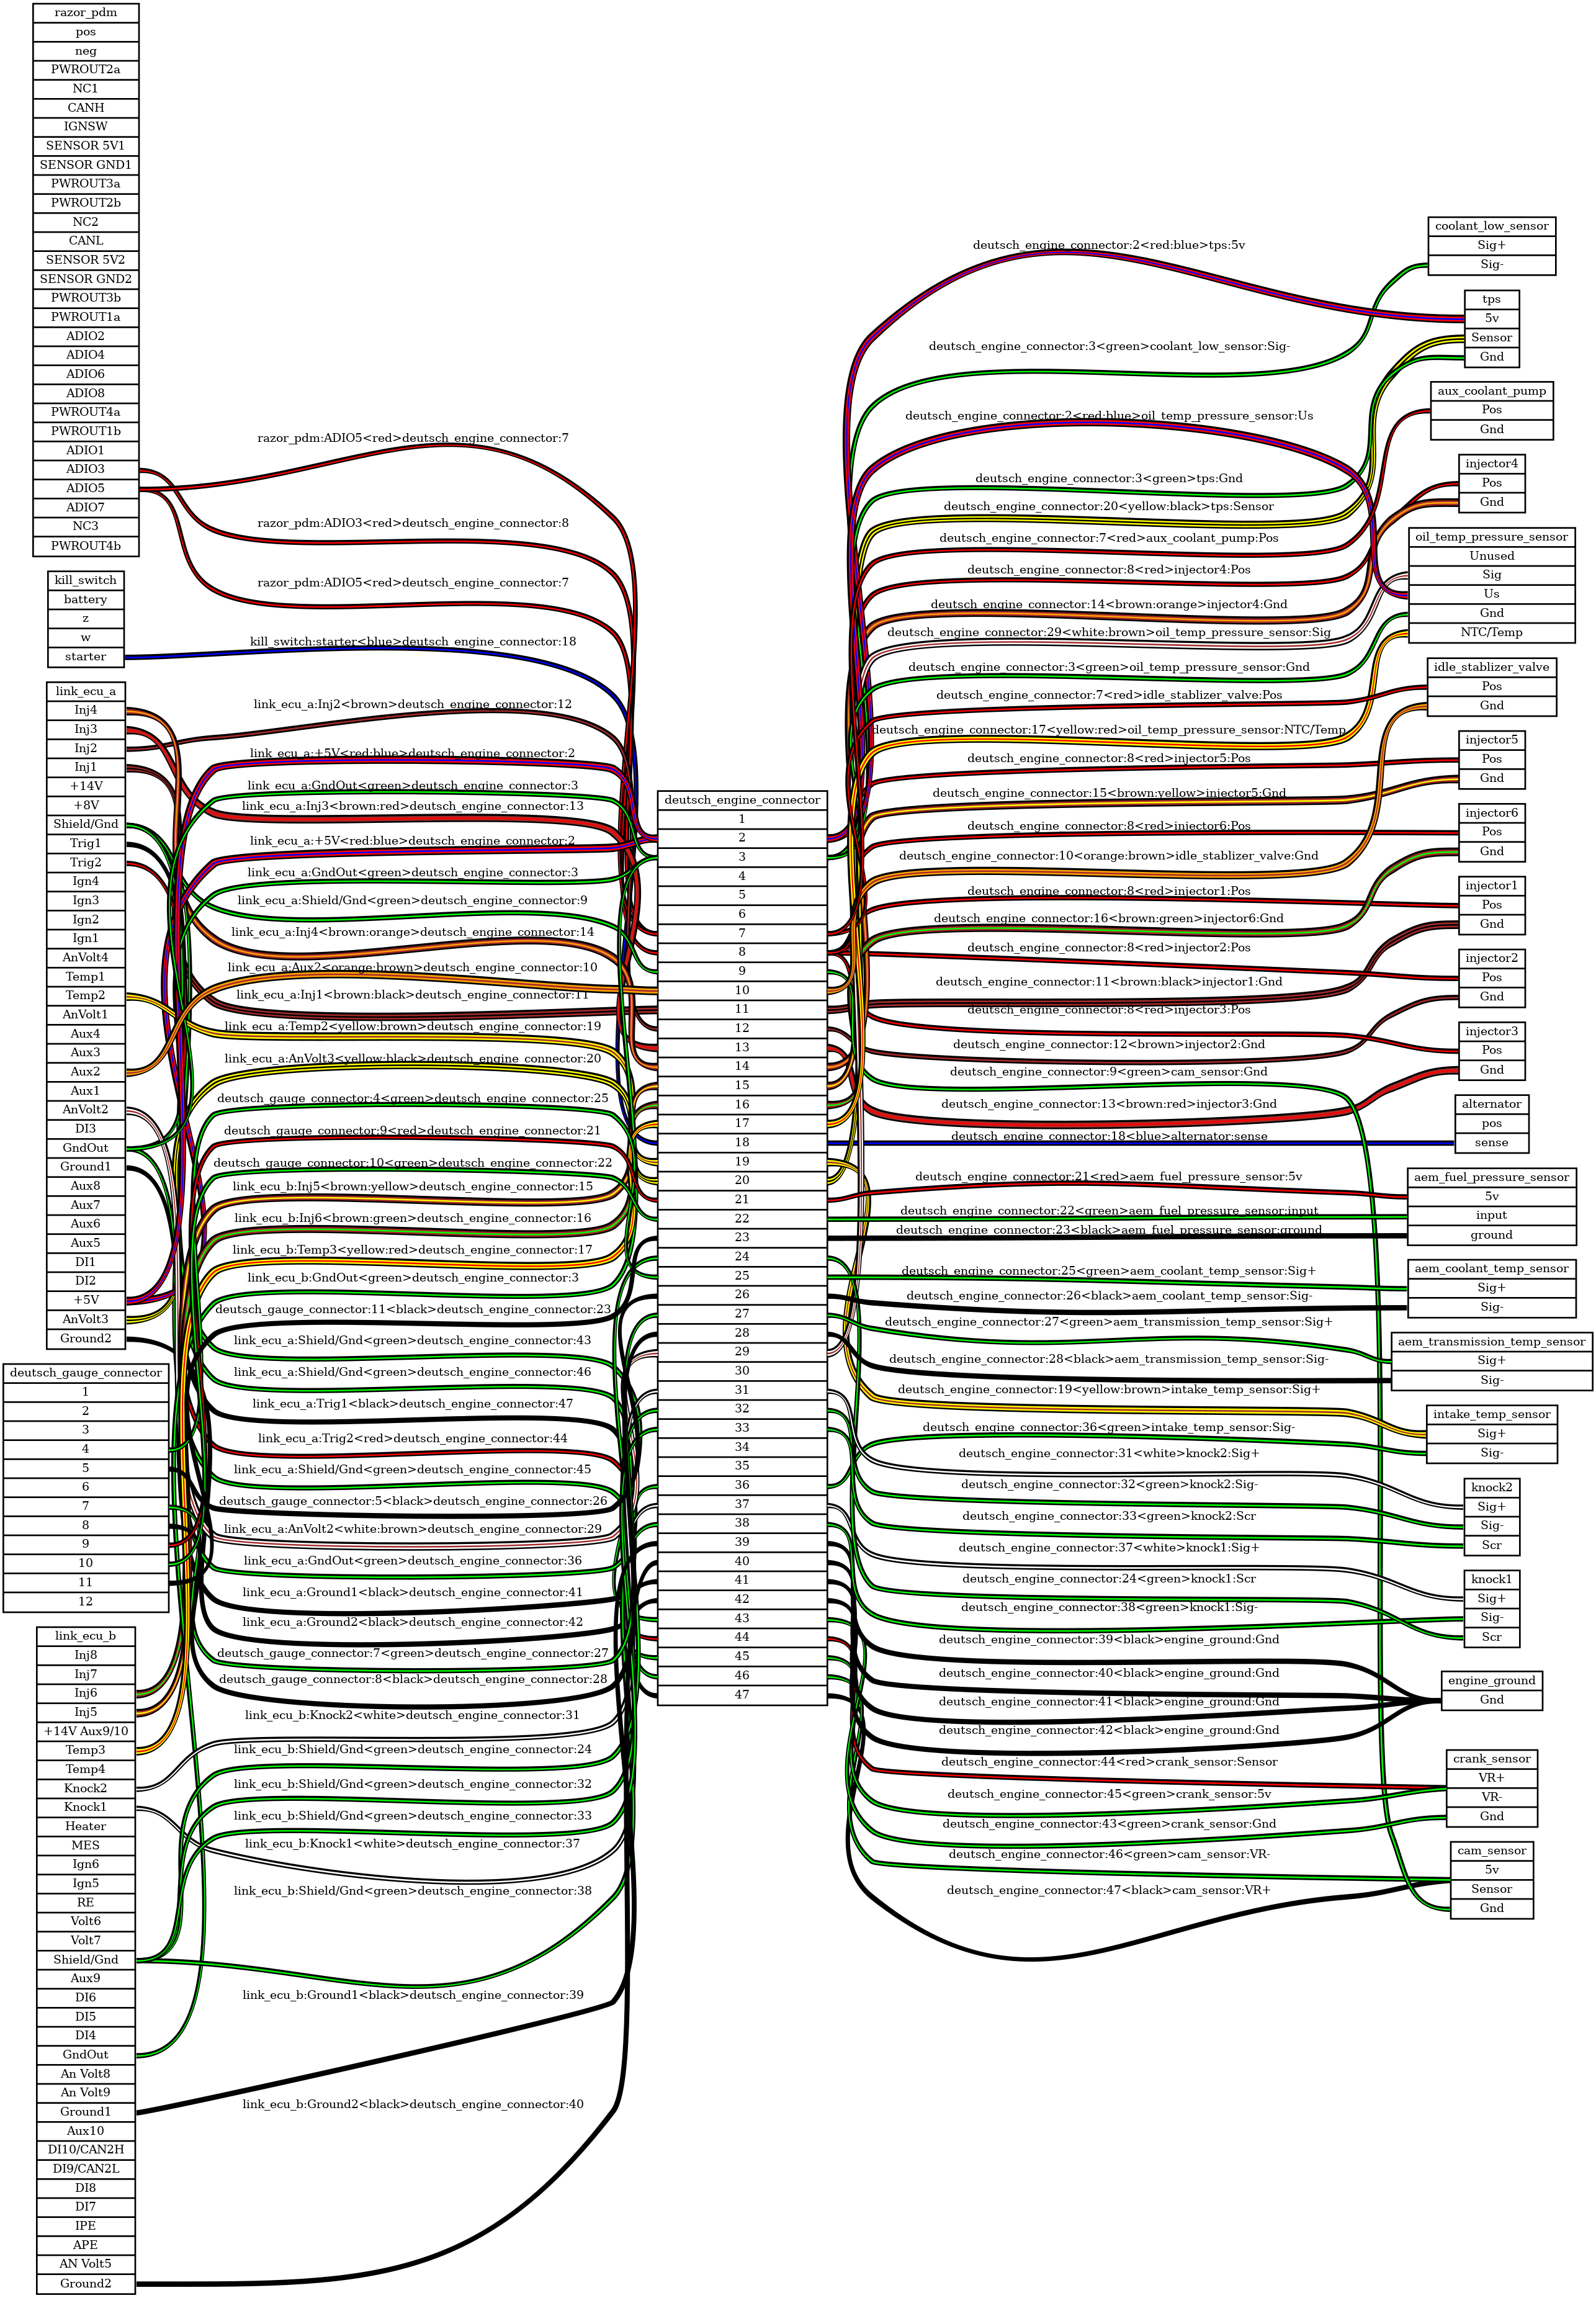 razor_pdm
pos
neg
PWROUT2a
NC1
CANH
IGNSW
SENSOR 5V1
SENSOR GND1
PWROUT3a
PWROUT2b
NC2
CANL
SENSOR 5V2
SENSOR GND2
PWROUT3b
PWROUT1a
ADIO2
ADIO4
ADIO6
ADIO8
PWROUT4a
PWROUT1b
ADIO1
ADIO3
ADIO5
ADIO7
NC3
PWROUT4b
kill_switch
battery
z
w
starter
link_ecu_a
Inj4
Inj3
Inj2
Inj1
+14V
+8V
Shield/Gnd
Trig1
Trig2
Ign4
Ign3
Ign2
Ign1
AnVolt4
Temp1
Temp2
AnVolt1
Aux4
Aux3
Aux2
Aux1
AnVolt2
DI3
GndOut
Ground1
Aux8
Aux7
Aux6
Aux5
DI1
DI2
+5V
AnVolt3
Ground2
deutsch_gauge_connector
1
2
3
4
5
6
7
8
9
10
11
12
link_ecu_b
Inj8
Inj7
Inj6
Inj5
+14V Aux9/10
Temp3
Temp4
Knock2
Knock1
Heater
MES
Ign6
Ign5
RE
Volt6
Volt7
Shield/Gnd
Aux9
DI6
DI5
DI4
GndOut
An Volt8
An Volt9
Ground1
Aux10
DI10/CAN2H
DI9/CAN2L
DI8
DI7
IPE
APE
AN Volt5
Ground2
razor_pdm:ADIO5<red>deutsch_engine_connector:7
razor_pdm:ADIO3<red>deutsch_engine_connector:8
razor_pdm:ADIO5<red>deutsch_engine_connector:7
kill_switch:starter<blue>deutsch_engine_connector:18
link_ecu_a:Inj2<brown>deutsch_engine_connector:12
link_ecu_a:+5V<red:blue>deutsch_engine_connector:2
link_ecu_a:GndOut<green>deutsch_engine_connector:3
link_ecu_a:Inj3<brown:red>deutsch_engine_connector:13
link_ecu_a:+5V<red:blue>deutsch_engine_connector:2
link_ecu_a:GndOut<green>deutsch_engine_connector:3
link_ecu_a:Shield/Gnd<green>deutsch_engine_connector:9
link_ecu_a:Inj4<brown:orange>deutsch_engine_connector:14
link_ecu_a:Aux2<orange:brown>deutsch_engine_connector:10
link_ecu_a:Inj1<brown:black>deutsch_engine_connector:11
link_ecu_a:Temp2<yellow:brown>deutsch_engine_connector:19
link_ecu_a:AnVolt3<yellow:black>deutsch_engine_connector:20
deutsch_gauge_connector:4<green>deutsch_engine_connector:25
deutsch_gauge_connector:9<red>deutsch_engine_connector:21
deutsch_gauge_connector:10<green>deutsch_engine_connector:22
link_ecu_b:Inj5<brown:yellow>deutsch_engine_connector:15
link_ecu_b:Inj6<brown:green>deutsch_engine_connector:16
link_ecu_b:Temp3<yellow:red>deutsch_engine_connector:17
link_ecu_b:GndOut<green>deutsch_engine_connector:3
deutsch_gauge_connector:11<black>deutsch_engine_connector:23
link_ecu_a:Shield/Gnd<green>deutsch_engine_connector:43
link_ecu_a:Shield/Gnd<green>deutsch_engine_connector:46
link_ecu_a:Trig1<black>deutsch_engine_connector:47
link_ecu_a:Trig2<red>deutsch_engine_connector:44
link_ecu_a:Shield/Gnd<green>deutsch_engine_connector:45
deutsch_gauge_connector:5<black>deutsch_engine_connector:26
link_ecu_a:AnVolt2<white:brown>deutsch_engine_connector:29
link_ecu_a:GndOut<green>deutsch_engine_connector:36
link_ecu_a:Ground1<black>deutsch_engine_connector:41
link_ecu_a:Ground2<black>deutsch_engine_connector:42
deutsch_gauge_connector:7<green>deutsch_engine_connector:27
deutsch_gauge_connector:8<black>deutsch_engine_connector:28
link_ecu_b:Knock2<white>deutsch_engine_connector:31
link_ecu_b:Shield/Gnd<green>deutsch_engine_connector:24
link_ecu_b:Shield/Gnd<green>deutsch_engine_connector:32
link_ecu_b:Shield/Gnd<green>deutsch_engine_connector:33
link_ecu_b:Knock1<white>deutsch_engine_connector:37
link_ecu_b:Shield/Gnd<green>deutsch_engine_connector:38
link_ecu_b:Ground1<black>deutsch_engine_connector:39
link_ecu_b:Ground2<black>deutsch_engine_connector:40
deutsch_engine_connector
1
2
3
4
5
6
7
8
9
10
11
12
13
14
15
16
17
18
19
20
21
22
23
24
25
26
27
28
29
30
31
32
33
34
35
36
37
38
39
40
41
42
43
44
45
46
47
deutsch_engine_connector:2<red:blue>tps:5v
deutsch_engine_connector:3<green>coolant_low_sensor:Sig-
deutsch_engine_connector:2<red:blue>oil_temp_pressure_sensor:Us
deutsch_engine_connector:3<green>tps:Gnd
deutsch_engine_connector:20<yellow:black>tps:Sensor
deutsch_engine_connector:7<red>aux_coolant_pump:Pos
deutsch_engine_connector:8<red>injector4:Pos
deutsch_engine_connector:14<brown:orange>injector4:Gnd
deutsch_engine_connector:29<white:brown>oil_temp_pressure_sensor:Sig
deutsch_engine_connector:3<green>oil_temp_pressure_sensor:Gnd
deutsch_engine_connector:7<red>idle_stablizer_valve:Pos
deutsch_engine_connector:17<yellow:red>oil_temp_pressure_sensor:NTC/Temp
deutsch_engine_connector:8<red>injector5:Pos
deutsch_engine_connector:15<brown:yellow>injector5:Gnd
deutsch_engine_connector:8<red>injector6:Pos
deutsch_engine_connector:10<orange:brown>idle_stablizer_valve:Gnd
deutsch_engine_connector:8<red>injector1:Pos
deutsch_engine_connector:16<brown:green>injector6:Gnd
deutsch_engine_connector:8<red>injector2:Pos
deutsch_engine_connector:11<brown:black>injector1:Gnd
deutsch_engine_connector:8<red>injector3:Pos
deutsch_engine_connector:12<brown>injector2:Gnd
deutsch_engine_connector:9<green>cam_sensor:Gnd
deutsch_engine_connector:13<brown:red>injector3:Gnd
deutsch_engine_connector:18<blue>alternator:sense
deutsch_engine_connector:21<red>aem_fuel_pressure_sensor:5v
deutsch_engine_connector:22<green>aem_fuel_pressure_sensor:input
deutsch_engine_connector:23<black>aem_fuel_pressure_sensor:ground
deutsch_engine_connector:25<green>aem_coolant_temp_sensor:Sig+
deutsch_engine_connector:26<black>aem_coolant_temp_sensor:Sig-
deutsch_engine_connector:27<green>aem_transmission_temp_sensor:Sig+
deutsch_engine_connector:28<black>aem_transmission_temp_sensor:Sig-
deutsch_engine_connector:19<yellow:brown>intake_temp_sensor:Sig+
deutsch_engine_connector:36<green>intake_temp_sensor:Sig-
deutsch_engine_connector:31<white>knock2:Sig+
deutsch_engine_connector:32<green>knock2:Sig-
deutsch_engine_connector:33<green>knock2:Scr
deutsch_engine_connector:37<white>knock1:Sig+
deutsch_engine_connector:24<green>knock1:Scr
deutsch_engine_connector:38<green>knock1:Sig-
deutsch_engine_connector:39<black>engine_ground:Gnd
deutsch_engine_connector:40<black>engine_ground:Gnd
deutsch_engine_connector:41<black>engine_ground:Gnd
deutsch_engine_connector:42<black>engine_ground:Gnd
deutsch_engine_connector:44<red>crank_sensor:Sensor
deutsch_engine_connector:45<green>crank_sensor:5v
deutsch_engine_connector:43<green>crank_sensor:Gnd
deutsch_engine_connector:46<green>cam_sensor:VR-
deutsch_engine_connector:47<black>cam_sensor:VR+
coolant_low_sensor
Sig+
Sig-
tps
5v
Sensor
Gnd
aux_coolant_pump
Pos
Gnd
injector4
Pos
Gnd
oil_temp_pressure_sensor
Unused
Sig
Us
Gnd
NTC/Temp
idle_stablizer_valve
Pos
Gnd
injector5
Pos
Gnd
injector6
Pos
Gnd
injector1
Pos
Gnd
injector2
Pos
Gnd
injector3
Pos
Gnd
alternator
pos
sense
aem_fuel_pressure_sensor
5v
input
ground
aem_coolant_temp_sensor
Sig+
Sig-
aem_transmission_temp_sensor
Sig+
Sig-
intake_temp_sensor
Sig+
Sig-
knock2
Sig+
Sig-
Scr
knock1
Sig+
Sig-
Scr
engine_ground
Gnd
crank_sensor
VR+
VR-
Gnd
cam_sensor
5v
Sensor
Gnd